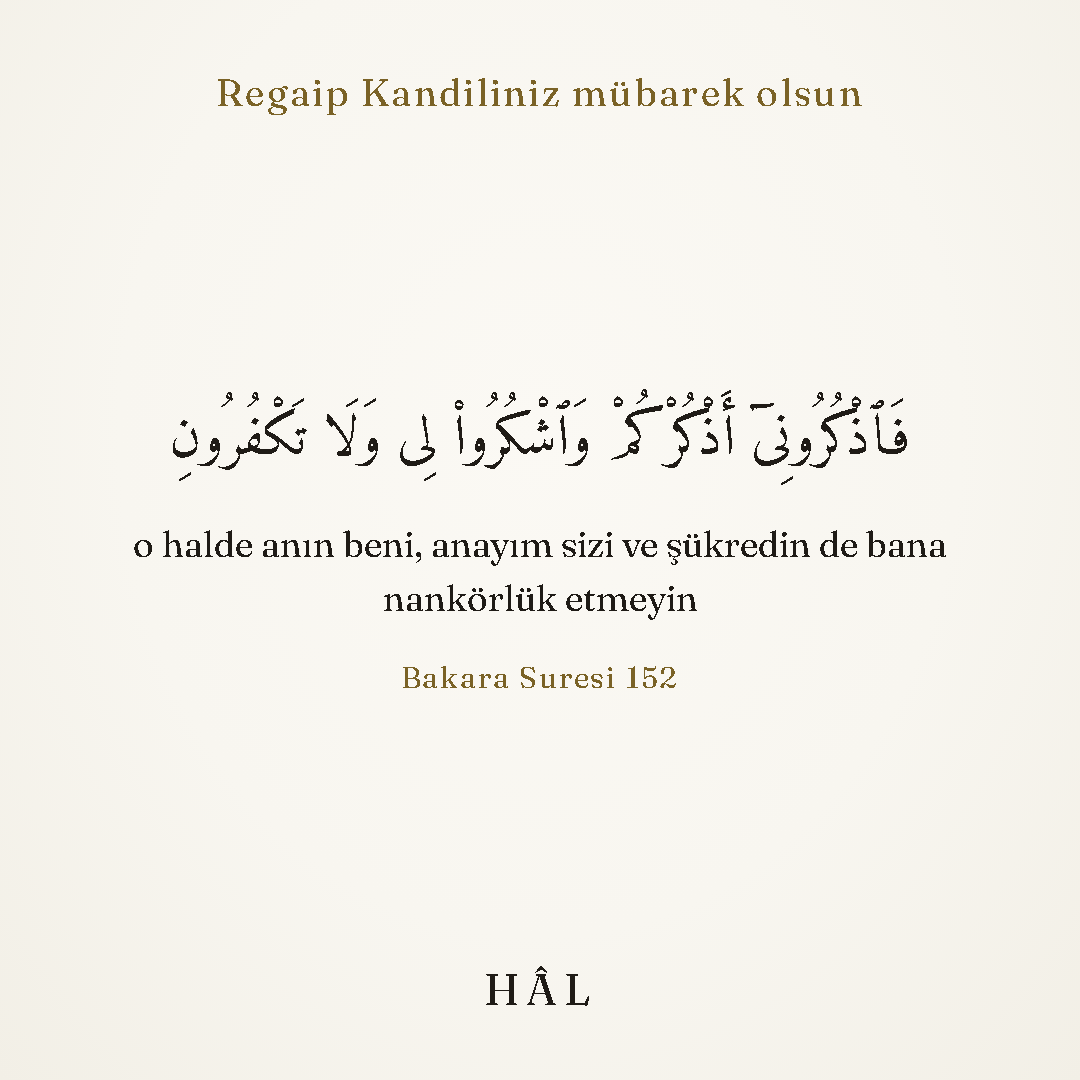 Regaip Kandiliniz mübarek olsun
فَٱذْكُرُونِىٓ أَذْكُرْكُمْ وَٱشْكُرُوا۟ لِى وَلَا تَكْفُرُونِ
o halde anın beni, anayım sizi ve şükredin de bana
nankörlük etmeyin
Bakara Suresi 152
HÂL